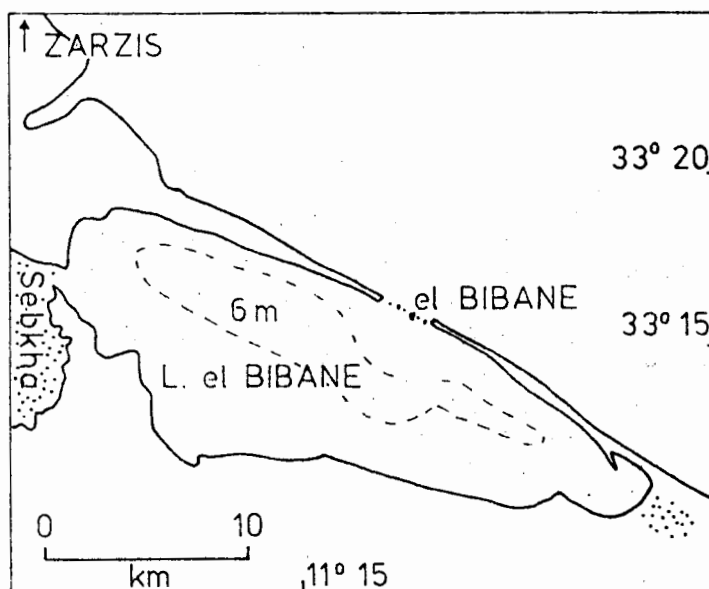 ZARZIS
33° 20
el BIBANE
Sebkha
6 m
33° 15
L. el BIBANE
0 10
km
11° 15